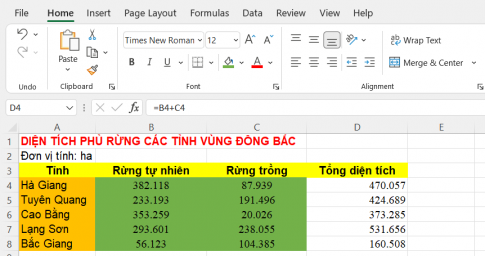 File Home Insert Page Layout Formulas Data Review View Help
Undo Paste Clipboard
Times New Roman 12 A^ A˅
B I U A
Font
ab Wrap Text
Merge & Center
Alignment
D4 fx =B4+C4
A B C D E
1 DIỆN TÍCH PHỦ RỪNG CÁC TỈNH VÙNG ĐÔNG BẮC
2 Đơn vị tính: ha
3 Tỉnh Rừng tự nhiên Rừng trồng Tổng diện tích
4 Hà Giang 382.118 87.939 470.057
5 Tuyên Quang 233.193 191.496 424.689
6 Cao Bằng 353.259 20.026 373.285
7 Lạng Sơn 293.601 238.055 531.656
8 Bắc Giang 56.123 104.385 160.508